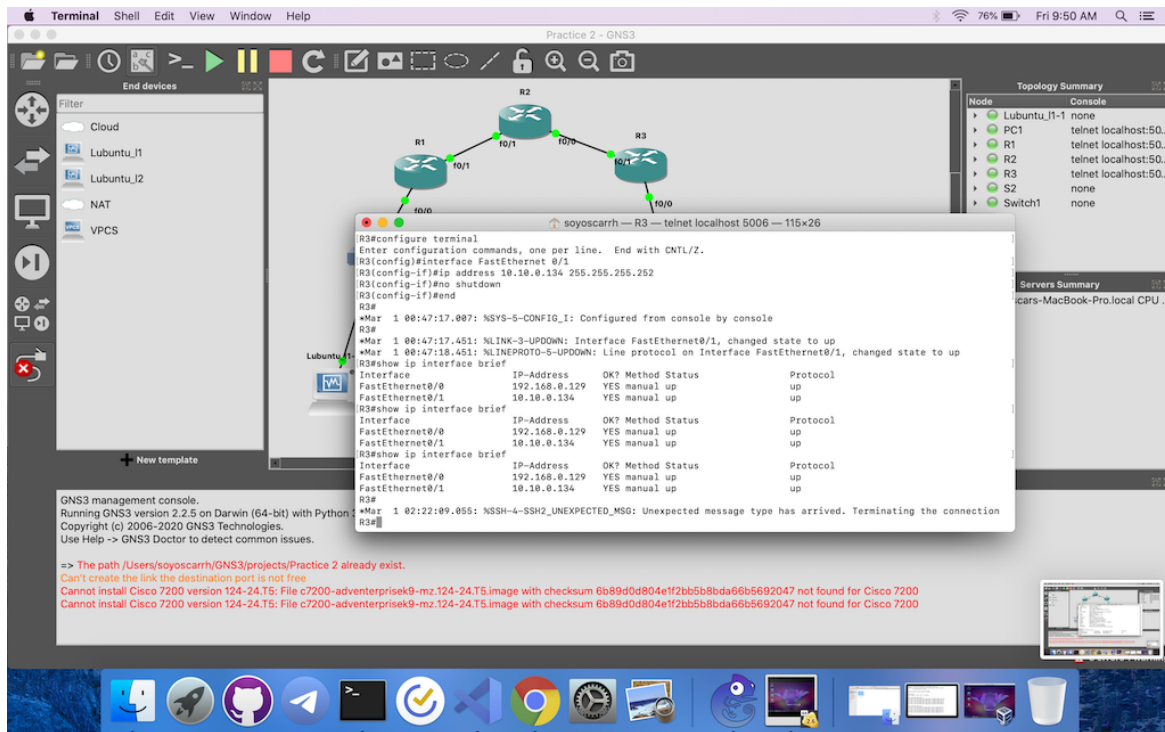 Terminal Shell Edit View Window Help 76% Fri 9:50 AM
Practice 2 - GNS3
End devices
Filter
Cloud
Lubuntu_l1
Lubuntu_l2
NAT
VPCS
New template
R2
R1
R3
f0/1
f0/0
f0/1
f0/1
f0/0
f0/0
Lubuntu
Topology Summary
Node Console
Lubuntu_l1-1 none
PC1 telnet localhost:50..
R1 telnet localhost:50..
R2 telnet localhost:50..
R3 telnet localhost:50..
S2 none
Switch1 none
Servers Summary
cars-MacBook-Pro.local CPU
soyoscarrh — R3 — telnet localhost 5006 — 115×26
R3#configure terminal
Enter configuration commands, one per line. End with CNTL/Z.
R3(config)#interface FastEthernet 0/1
R3(config-if)#ip address 10.10.0.134 255.255.255.252
R3(config-if)#no shutdown
R3(config-if)#end
R3#
*Mar 1 00:47:17.007: %SYS-5-CONFIG_I: Configured from console by console
R3#
*Mar 1 00:47:17.451: %LINK-3-UPDOWN: Interface FastEthernet0/1, changed state to up
*Mar 1 00:47:18.451: %LINEPROTO-5-UPDOWN: Line protocol on Interface FastEthernet0/1, changed state to up
R3#show ip interface brief
Interface IP-Address OK? Method Status Protocol
FastEthernet0/0 192.168.0.129 YES manual up up
FastEthernet0/1 10.10.0.134 YES manual up up
R3#show ip interface brief
Interface IP-Address OK? Method Status Protocol
FastEthernet0/0 192.168.0.129 YES manual up up
FastEthernet0/1 10.10.0.134 YES manual up up
R3#show ip interface brief
Interface IP-Address OK? Method Status Protocol
FastEthernet0/0 192.168.0.129 YES manual up up
FastEthernet0/1 10.10.0.134 YES manual up up
R3#
*Mar 1 02:22:09.055: %SSH-4-SSH2_UNEXPECTED_MSG: Unexpected message type has arrived. Terminating the connection
R3#
GNS3 management console.
Running GNS3 version 2.2.5 on Darwin (64-bit) with Python
Copyright (c) 2006-2020 GNS3 Technologies.
Use Help -> GNS3 Doctor to detect common issues.
=> The path /Users/soyoscarrh/GNS3/projects/Practice 2 already exist.
Can't create the link the destination port is not free
Cannot install Cisco 7200 version 124-24.T5: File c7200-adventerprisek9-mz.124-24.T5.image with checksum 6b89d0d804e1f2bb5b8bda66b5692047 not found for Cisco 7200
Cannot install Cisco 7200 version 124-24.T5: File c7200-adventerprisek9-mz.124-24.T5.image with checksum 6b89d0d804e1f2bb5b8bda66b5692047 not found for Cisco 7200